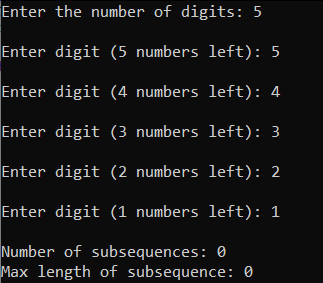 Enter the number of digits: 5
Enter digit (5 numbers left): 5
Enter digit (4 numbers left): 4
Enter digit (3 numbers left): 3
Enter digit (2 numbers left): 2
Enter digit (1 numbers left): 1
Number of subsequences: 0
Max length of subsequence: 0